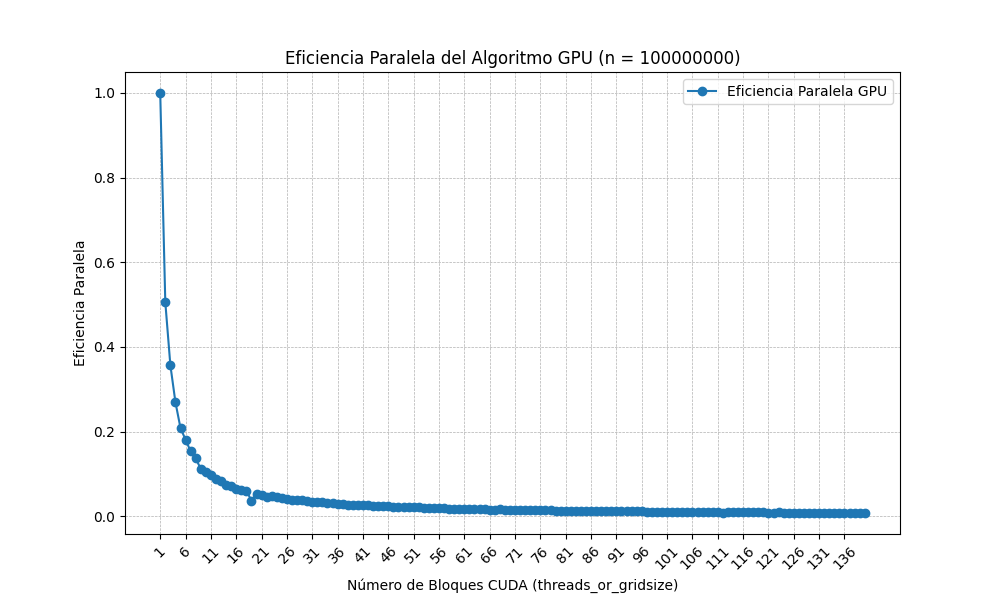 Eficiencia Paralela del Algoritmo GPU (n = 100000000)
Eficiencia Paralela GPU
Eficiencia Paralela
1.0
0.8
0.6
0.4
0.2
0.0
1 6 11 16 21 26 31 36 41 46 51 56 61 66 71 76 81 86 91 96 101 106 111 116 121 126 131 136
Número de Bloques CUDA (threads_or_gridsize)